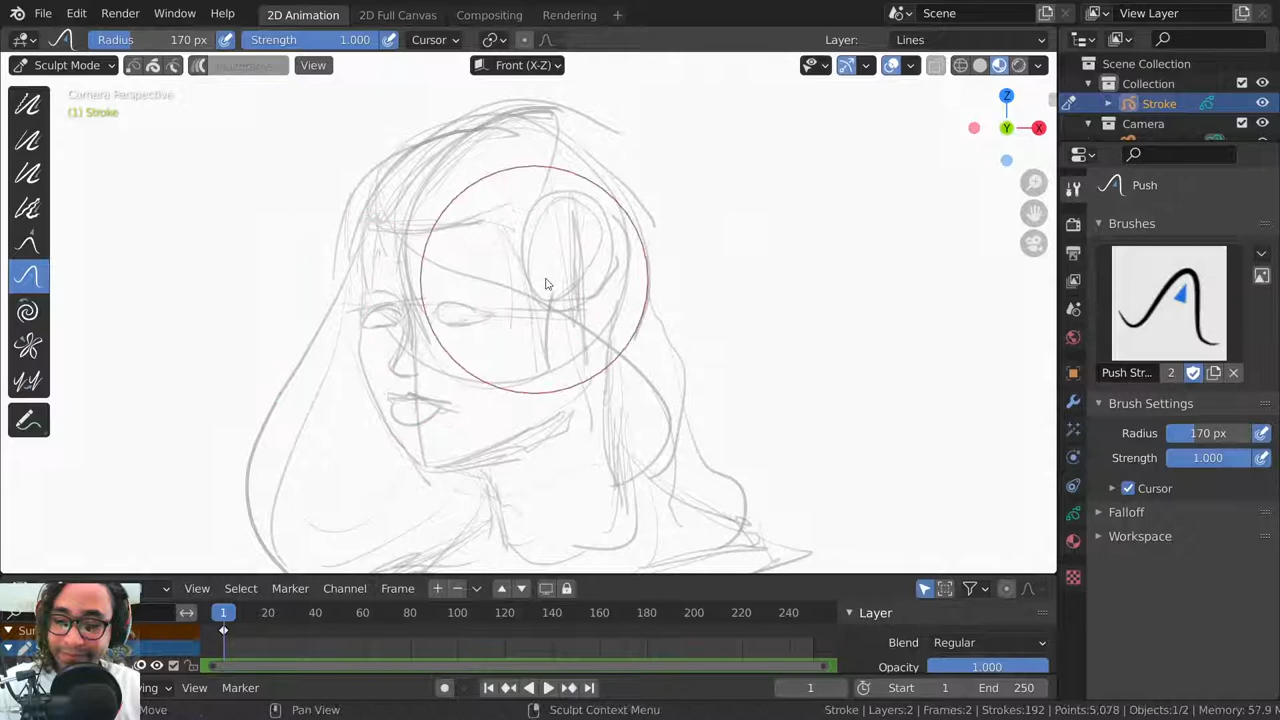 File Edit Render Window Help 2D Animation 2D Full Canvas Compositing Rendering + Scene View Layer
Radius 170 px Strength 1.000 Cursor Layer: Lines
Sculpt Mode View Front (X-Z)
Camera Perspective
(1) Stroke
Z
Y
X
Scene Collection
Collection
Stroke
Camera
Push
Brushes
Push Str... 2
Brush Settings
Radius 170 px
Strength 1.000
Cursor
Falloff
Workspace
View Select Marker Channel Frame
1 20 40 60 80 100 120 140 160 180 200 220 240
Layer
Blend Regular
Opacity 1.000
View Marker 1 Start 1 End 250
Move Pan View Sculpt Context Menu Stroke | Layers:2 | Frames:2 | Strokes:192 | Points:5,078 | Objects:1/2 | Memory: 57.9